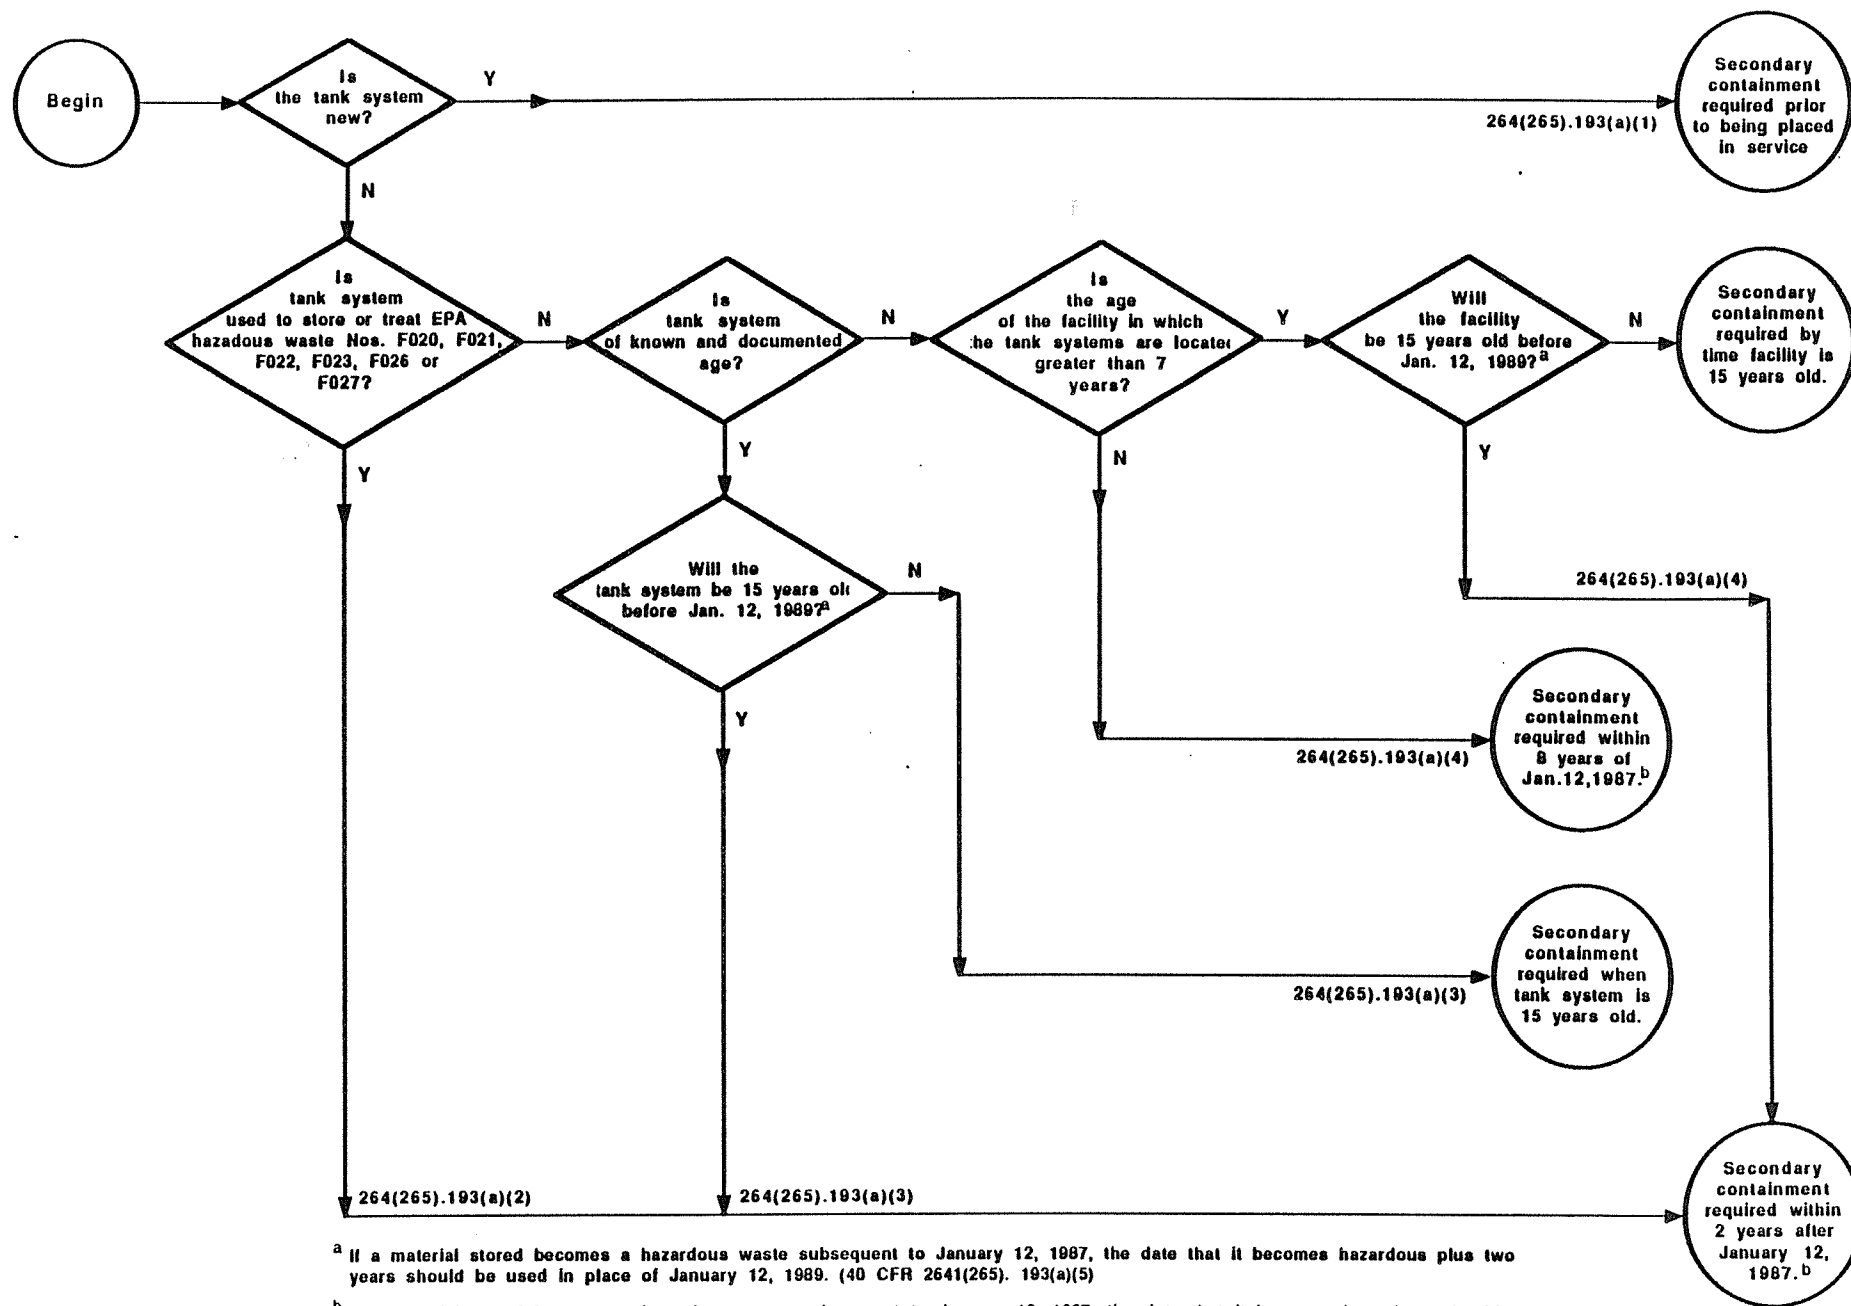 Begin
Is
the tank system
new?
Y
264(265).193(a)(1)
Secondary
containment
required prior
to being placed
in service
N
Is
tank system
used to store or treat EPA
hazadous waste Nos. F020, F021,
F022, F023, F026 or
F027?
N
Is
tank system
of known and documented
age?
N
Is
the age
of the facility in which
he tank systems are locate
greater than 7
years?
Y
Will
the facility
be 15 years old before
Jan. 12, 1989?a
N
Secondary
containment
required by
time facility is
15 years old.
Y
Y
N
Y
Will the
tank system be 15 years old
before Jan. 12, 1989?a
N
264(265).193(a)(4)
Y
264(265).193(a)(4)
Secondary
containment
required within
8 years of
Jan.12,1987.b
264(265).193(a)(3)
Secondary
containment
required when
tank system is
15 years old.
264(265).193(a)(2)
264(265).193(a)(3)
Secondary
containment
required within
2 years after
January 12,
1987.b
a If a material stored becomes a hazardous waste subsequent to January 12, 1987, the date that it becomes hazardous plus two
years should be used in place of January 12, 1989. (40 CFR 2641(265). 193(a)(5)
b